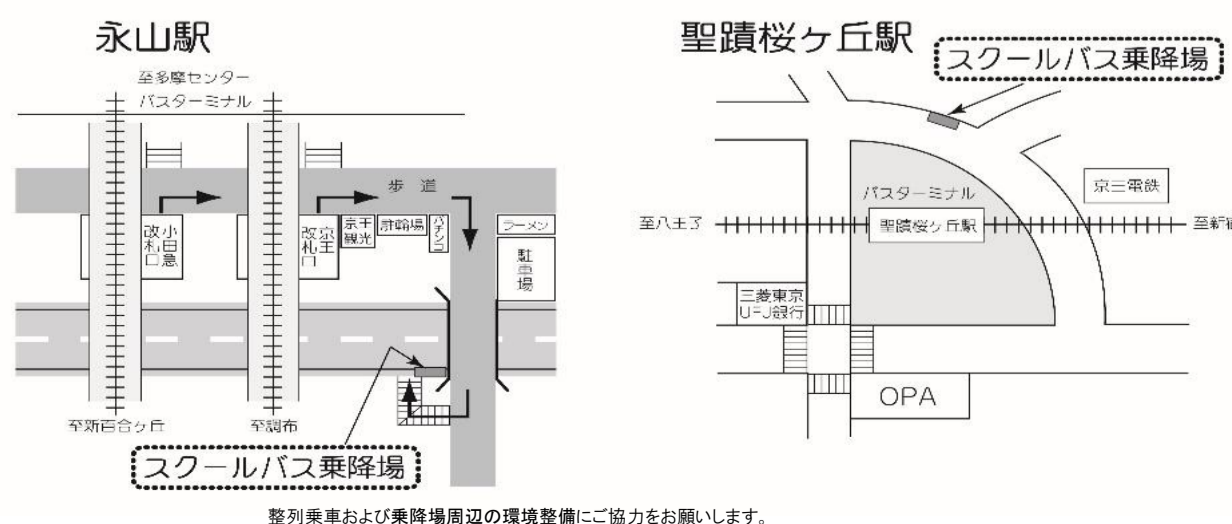 永山駅
至多摩センター
バスターミナル
歩道
小田急
改札口
京王
改札口
京王
観光
駐輪場
パチンコ
ラーメン
駐車場
至新百合ヶ丘
至調布
スクールバス乗降場
聖蹟桜ヶ丘駅
スクールバス乗降場
バスターミナル
京王電鉄
至八王子
聖蹟桜ヶ丘駅
至新宿
三菱東京
UFJ銀行
OPA
整列乗車および乗降場周辺の環境整備にご協力をお願いします。